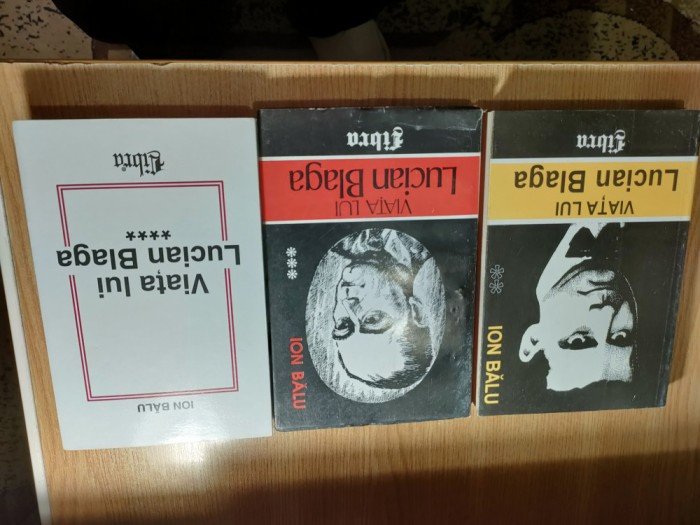 ION BĂLU
**
VIAȚA LUI
Lucian Blaga
Libra
ION BĂLU
***
VIAȚA LUI
Lucian Blaga
Libra
ION BĂLU
Viața lui
Lucian Blaga
****
Libra